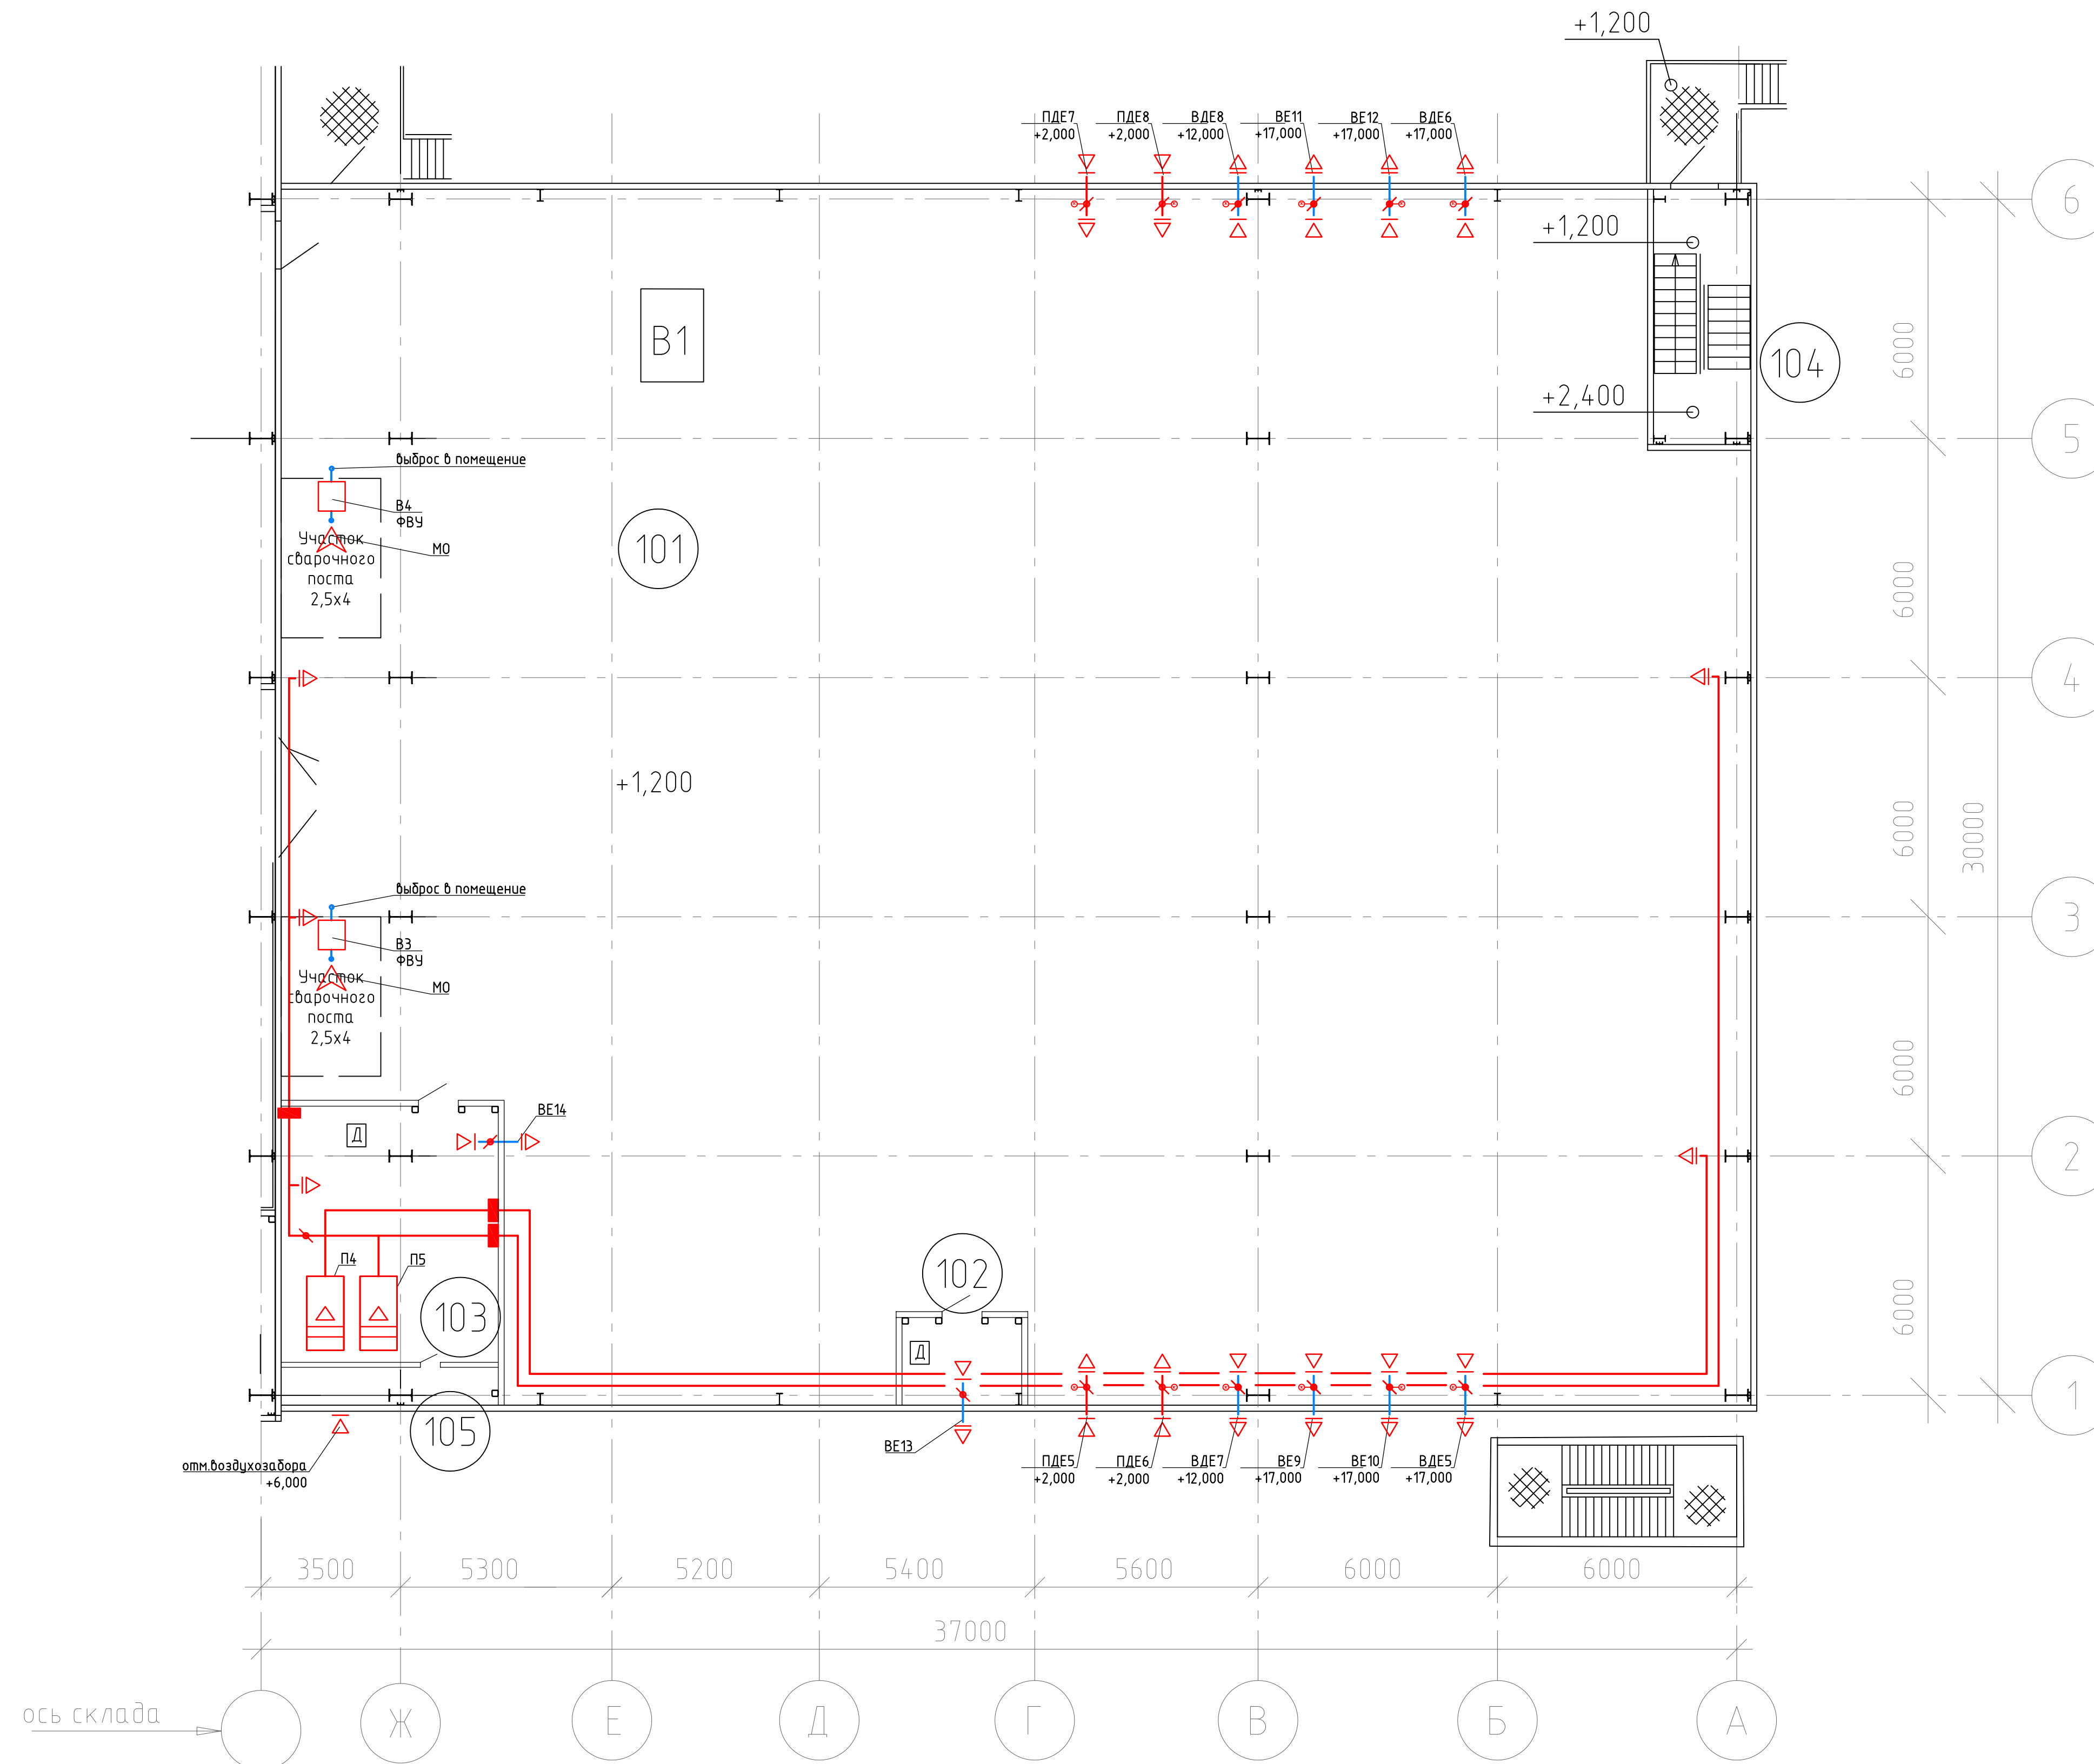 +1,200
ПДЕ7
+2,000
ПДЕ8
+2,000
ВДЕ8
+12,000
ВЕ11
+17,000
ВЕ12
+17,000
ВДЕ6
+17,000
6
+1,200
В1
104
6000
+2,400
5
выброс в помещение
В4
ФВУ
МО
Участок
сварочного
поста
2,5х4
101
6000
4
+1,200
6000
30000
выброс в помещение
В3
ФВУ
МО
Участок
сварочного
поста
2,5х4
3
6000
ВЕ14
Д
2
П4
П5
103
102
Д
6000
1
105
отм.воздухозабора
+6,000
ВЕ13
ПДЕ5
+2,000
ПДЕ6
+2,000
ВДЕ7
+12,000
ВЕ9
+17,000
ВЕ10
+17,000
ВДЕ5
+17,000
3500
5300
5200
5400
5600
6000
6000
37000
ось склада
Ж
Е
Д
Г
В
Б
А